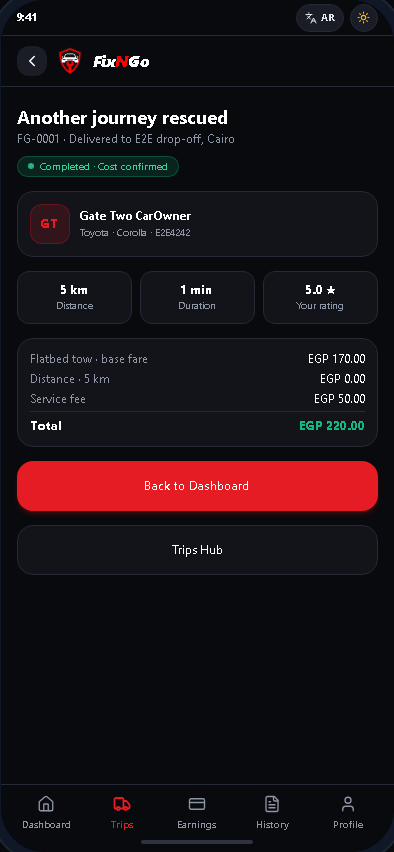 9:41
AR
FixNGo
Another journey rescued
FG-0001 · Delivered to E2E drop-off, Cairo
Completed · Cost confirmed
GT
Gate Two CarOwner
Toyota · Corolla · E2E4242
5 km
Distance
1 min
Duration
5.0 ★
Your rating
Flatbed tow · base fare EGP 170.00
Distance · 5 km EGP 0.00
Service fee EGP 50.00
Total EGP 220.00
Back to Dashboard
Trips Hub
Dashboard Trips Earnings History Profile